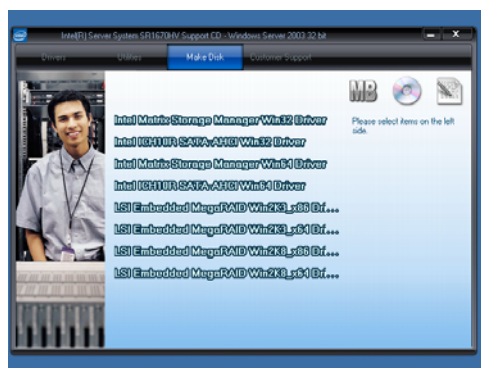 Intel(R) Server System SR1670HV Support CD - Windows Server 2003 32 bit
Drivers
Utilities
Make Disk
Customer Support
Intel Matrix Storage Manager Win32 Driver
Intel ICH10R SATA-AHCI Win32 Driver
Intel Matrix Storage Manager Win64 Driver
Intel ICH10R SATA-AHCI Win64 Driver
LSI Embedded MegaRAID Win2K3_x86 Dr...
LSI Embedded MegaRAID Win2K3_x64 Dr...
LSI Embedded MegaRAID Win2K8_x86 Dr...
LSI Embedded MegaRAID Win2K8_x64 Dr...
MB
Please select items on the left
side.